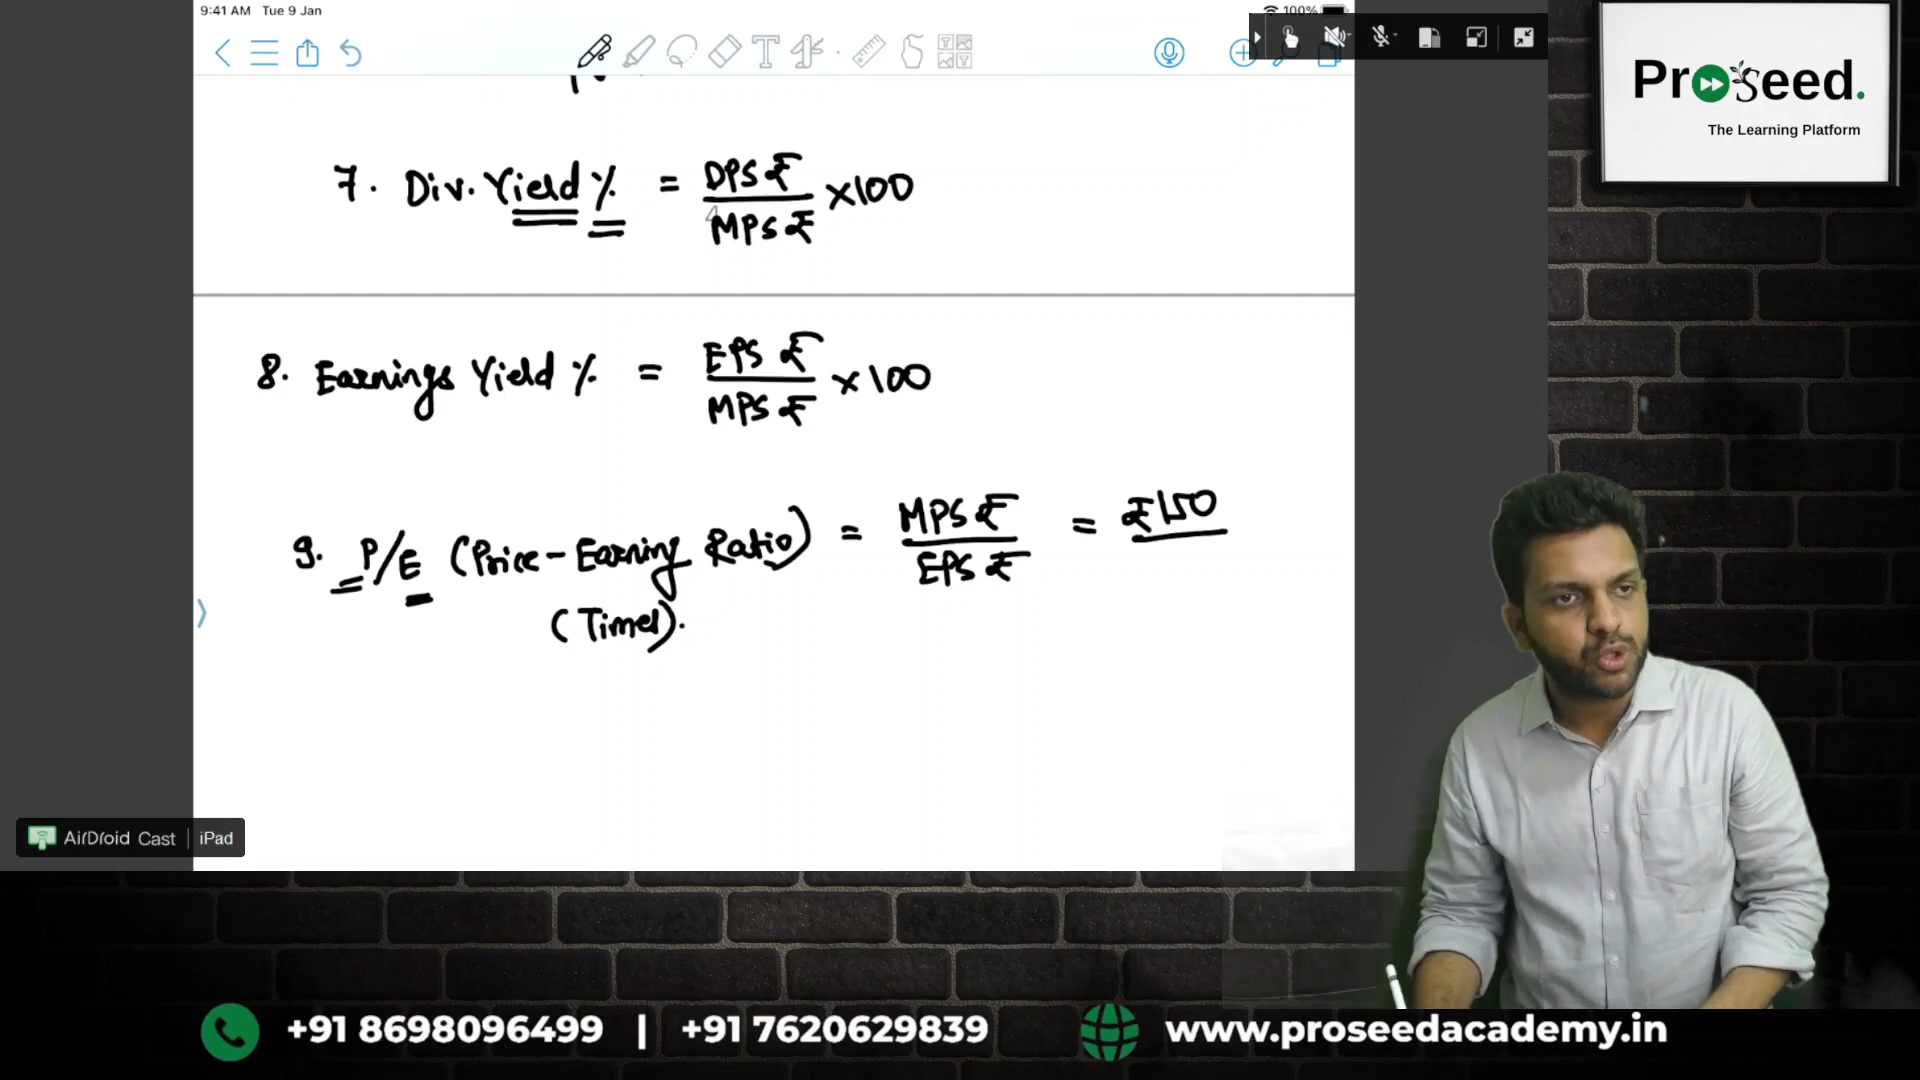 9:41 AM Tue 9 Jan
100%
Proseed.
The Learning Platform
7. Div. Yield % = DPS ₹ / MPS ₹ ×100
8. Earnings Yield % = EPS ₹ / MPS ₹ ×100
9. P/E (Price-Earning Ratio) = MPS ₹ / EPS ₹ = ₹150
(Times).
AirDroid Cast | iPad
+91 8698096499 | +91 7620629839 www.proseedacademy.in